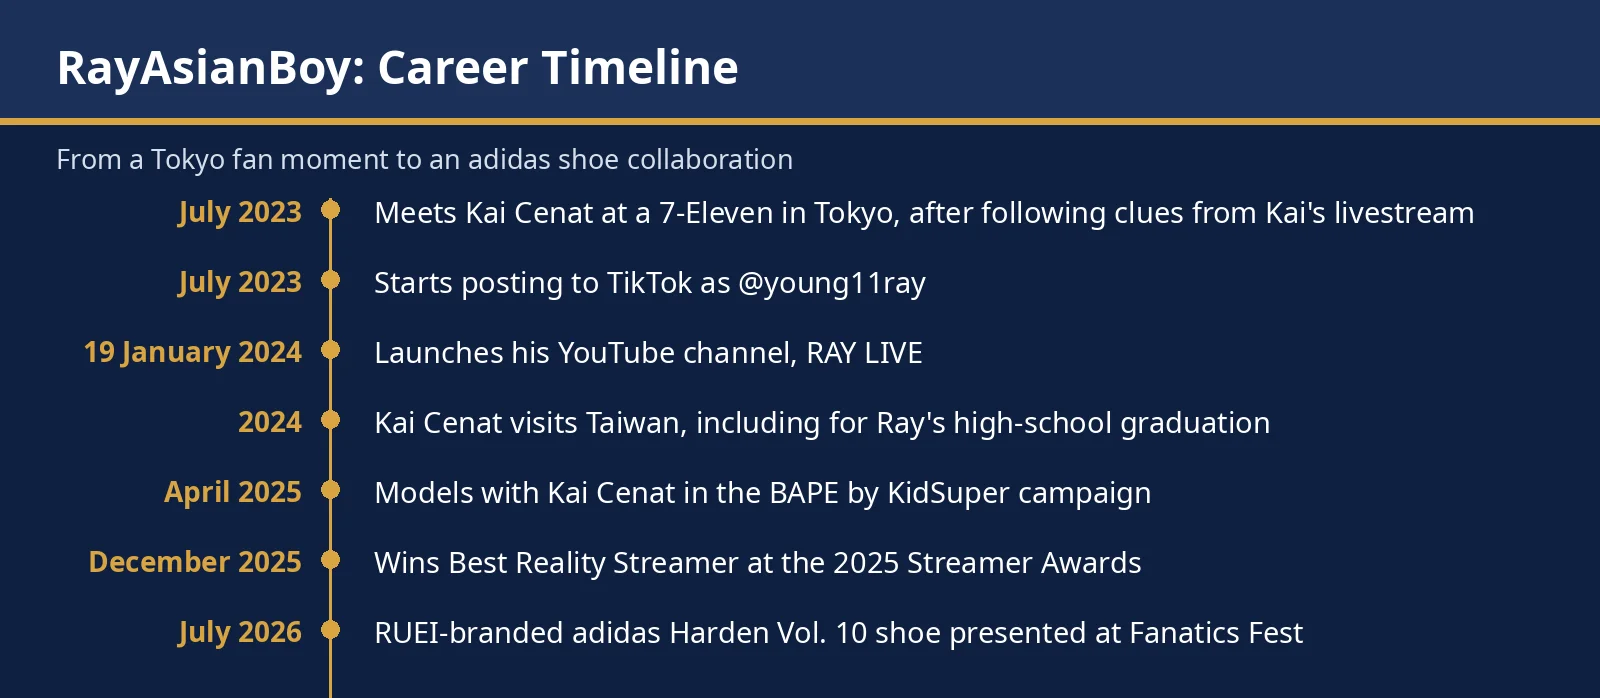 RayAsianBoy: Career Timeline
From a Tokyo fan moment to an adidas shoe collaboration
July 2023 Meets Kai Cenat at a 7-Eleven in Tokyo, after following clues from Kai's livestream
July 2023 Starts posting to TikTok as @young11ray
19 January 2024 Launches his YouTube channel, RAY LIVE
2024 Kai Cenat visits Taiwan, including for Ray's high-school graduation
April 2025 Models with Kai Cenat in the BAPE by KidSuper campaign
December 2025 Wins Best Reality Streamer at the 2025 Streamer Awards
July 2026 RUEI-branded adidas Harden Vol. 10 shoe presented at Fanatics Fest